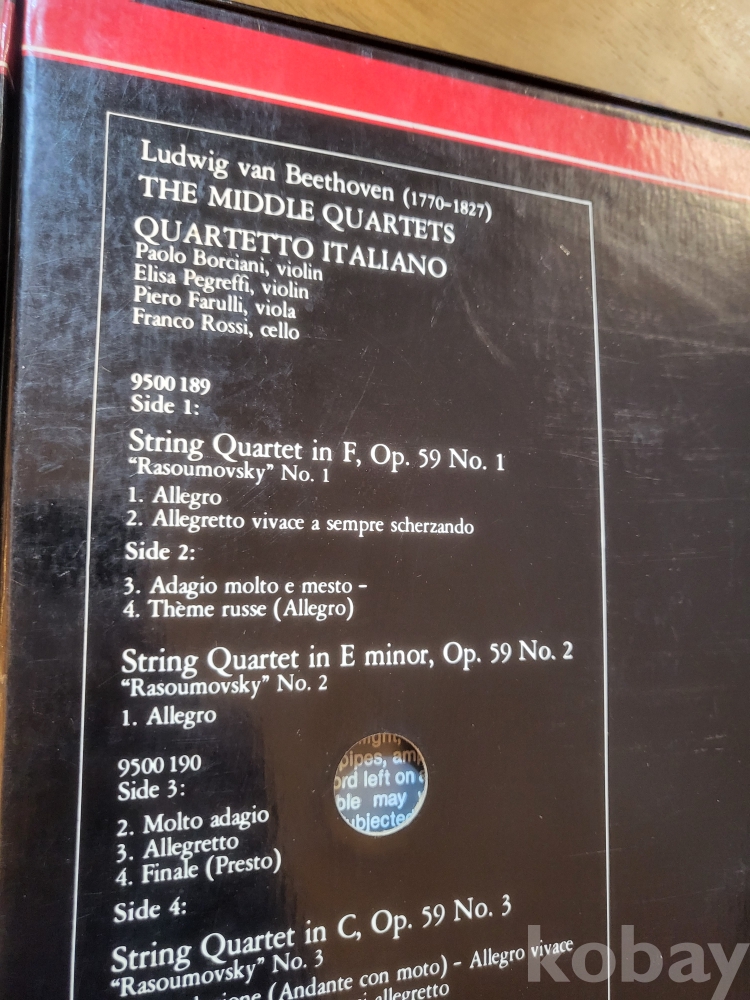 Ludwig van Beethoven (1770-1827)
THE MIDDLE QUARTETS
QUARTETTO ITALIANO
Paolo Borciani, violin
Elisa Pegreffi, violin
Piero Farulli, viola
Franco Rossi, cello
9500 189
Side 1:
String Quartet in F, Op. 59 No. 1
"Rasoumovsky" No. 1
1. Allegro
2. Allegretto vivace a sempre scherzando
Side 2:
3. Adagio molto e mesto –
4. Thème russe (Allegro)
String Quartet in E minor, Op. 59 No. 2
"Rasoumovsky" No. 2
1. Allegro
9500 190
Side 3:
2. Molto adagio
3. Allegretto
4. Finale (Presto)
Side 4:
String Quartet in C, Op. 59 No. 3
"Rasoumovsky" No. 3
(Andante con moto) – Allegro vivace
allegretto
pipes,
left on
may
kobay